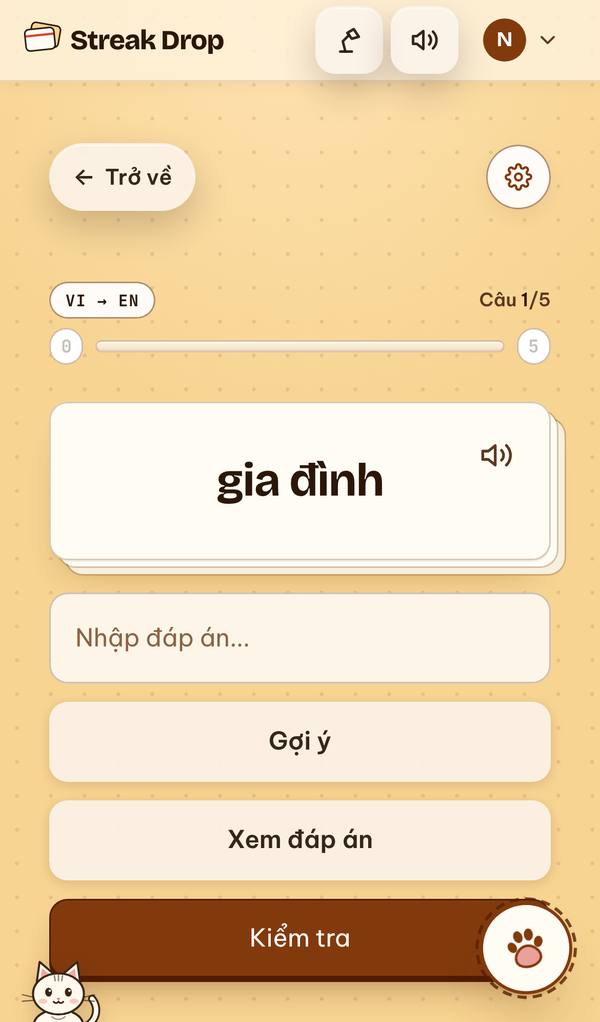 Streak Drop
N
← Trở về
VI → EN
Câu 1/5
0
5
gia đình
Nhập đáp án...
Gợi ý
Xem đáp án
Kiểm tra